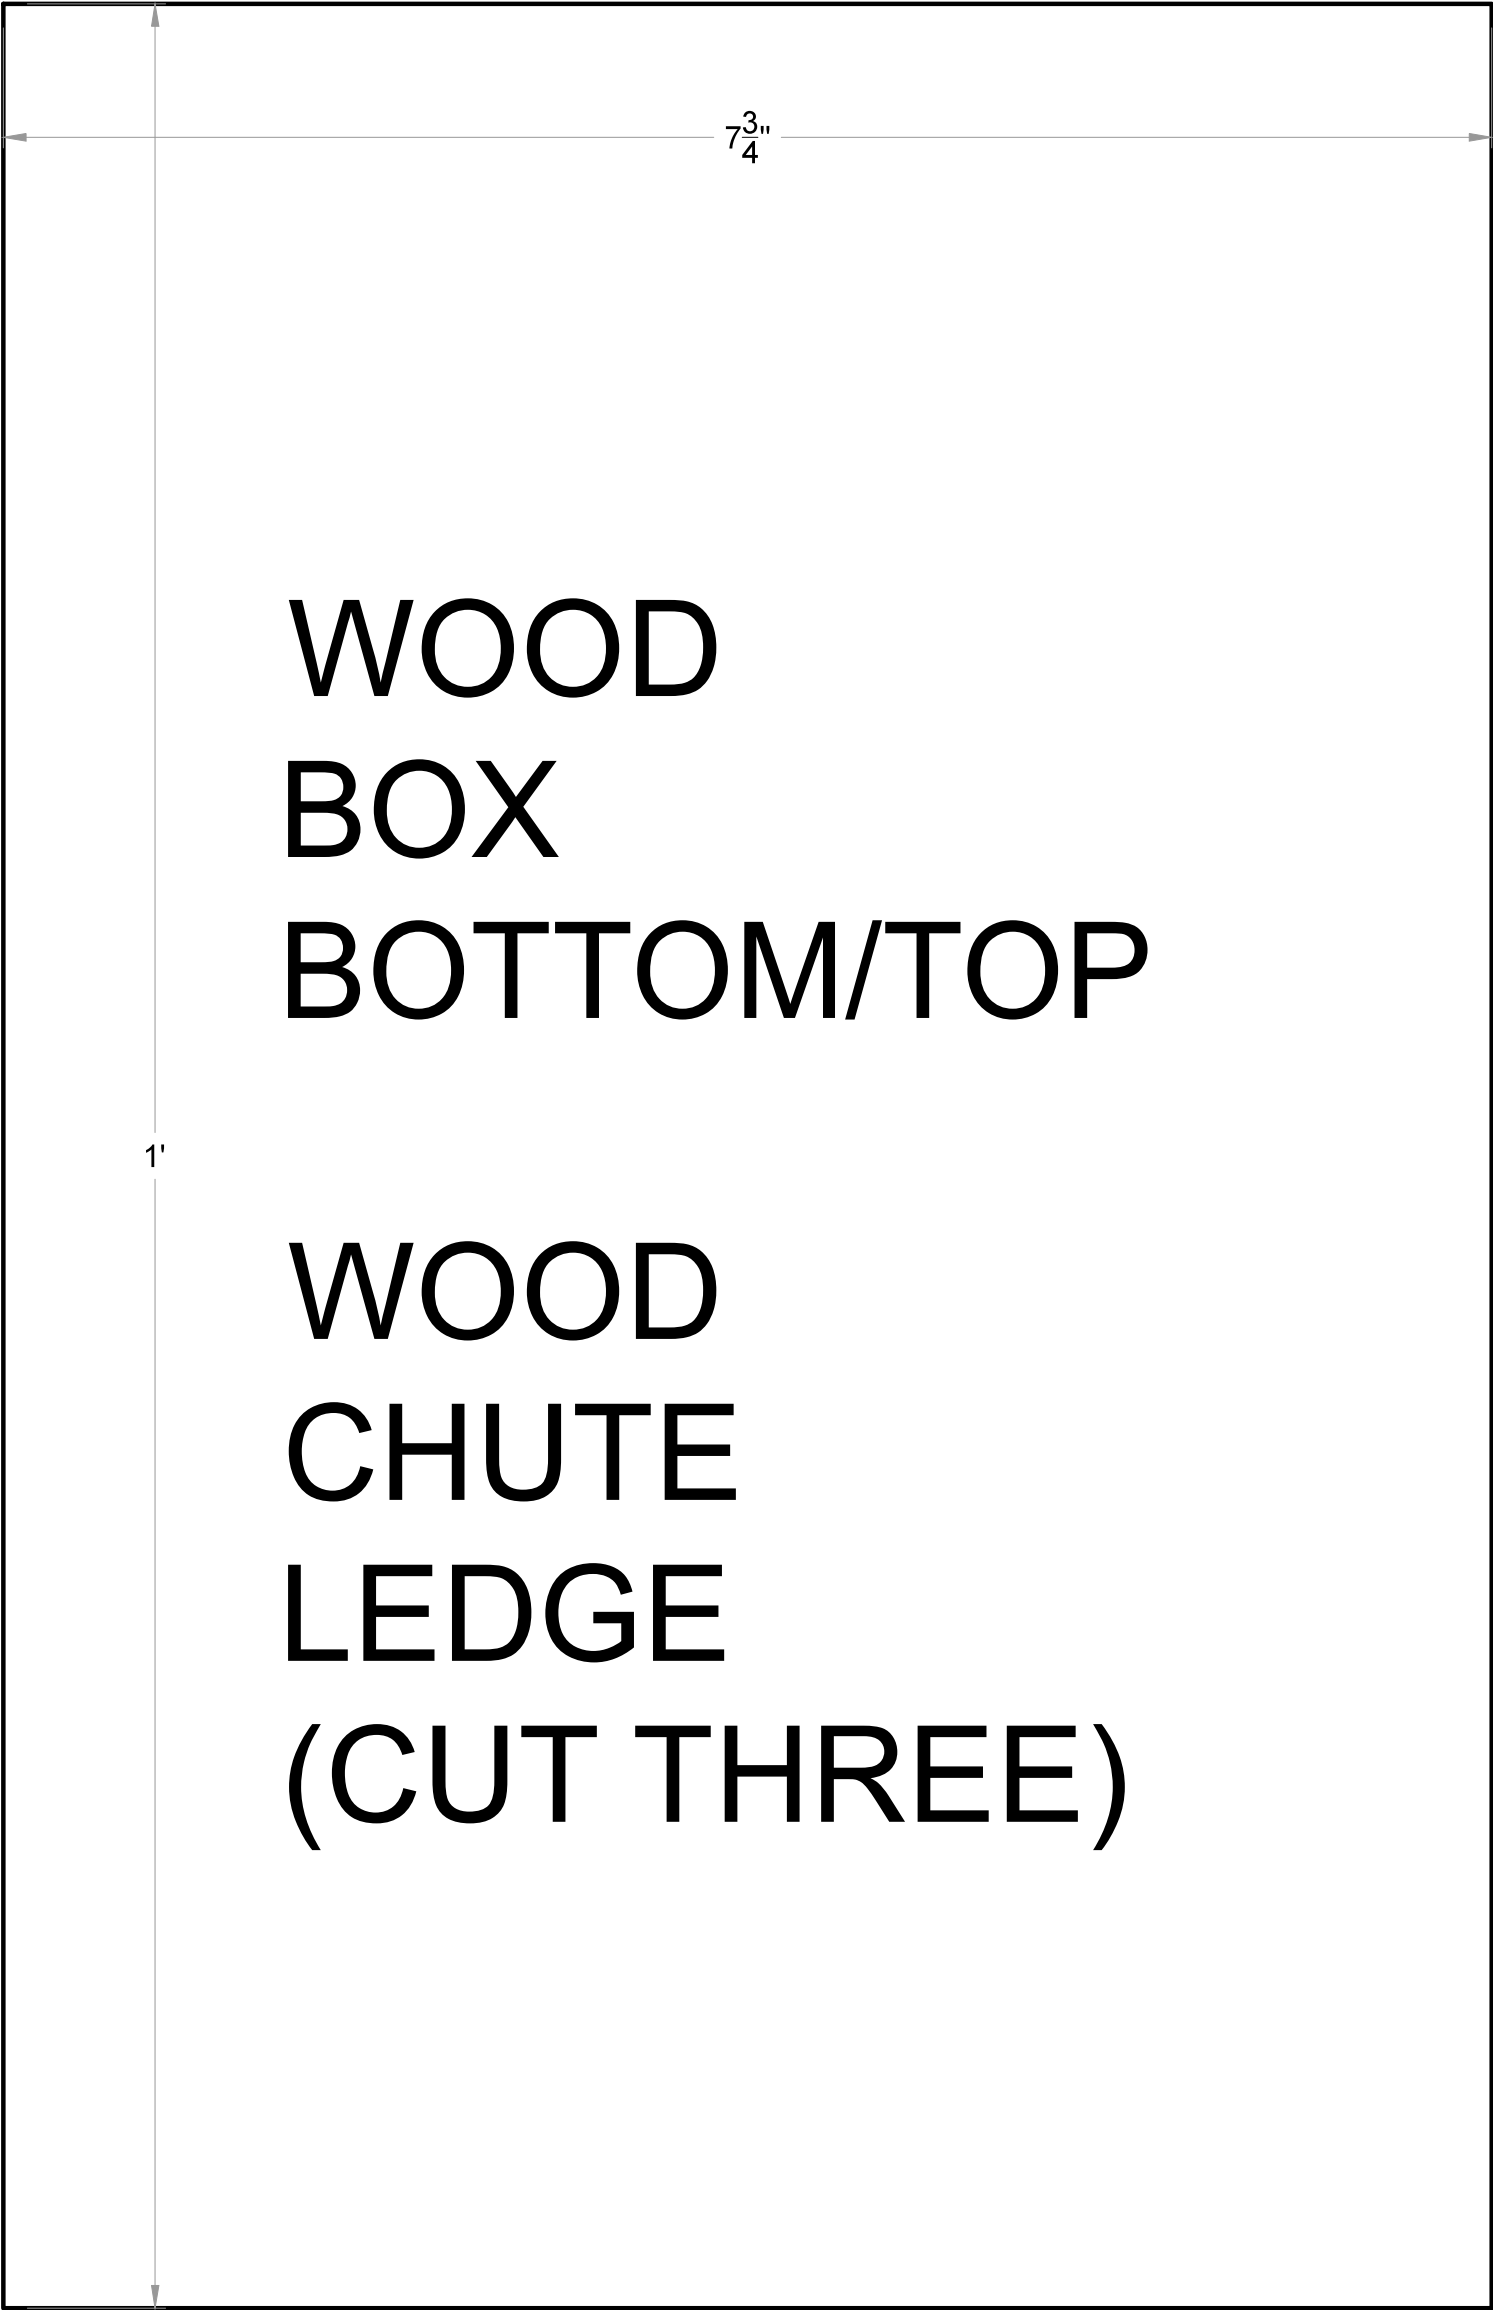 7 3/4"
WOOD
BOX
BOTTOM/TOP
1'
WOOD
CHUTE
LEDGE
(CUT THREE)